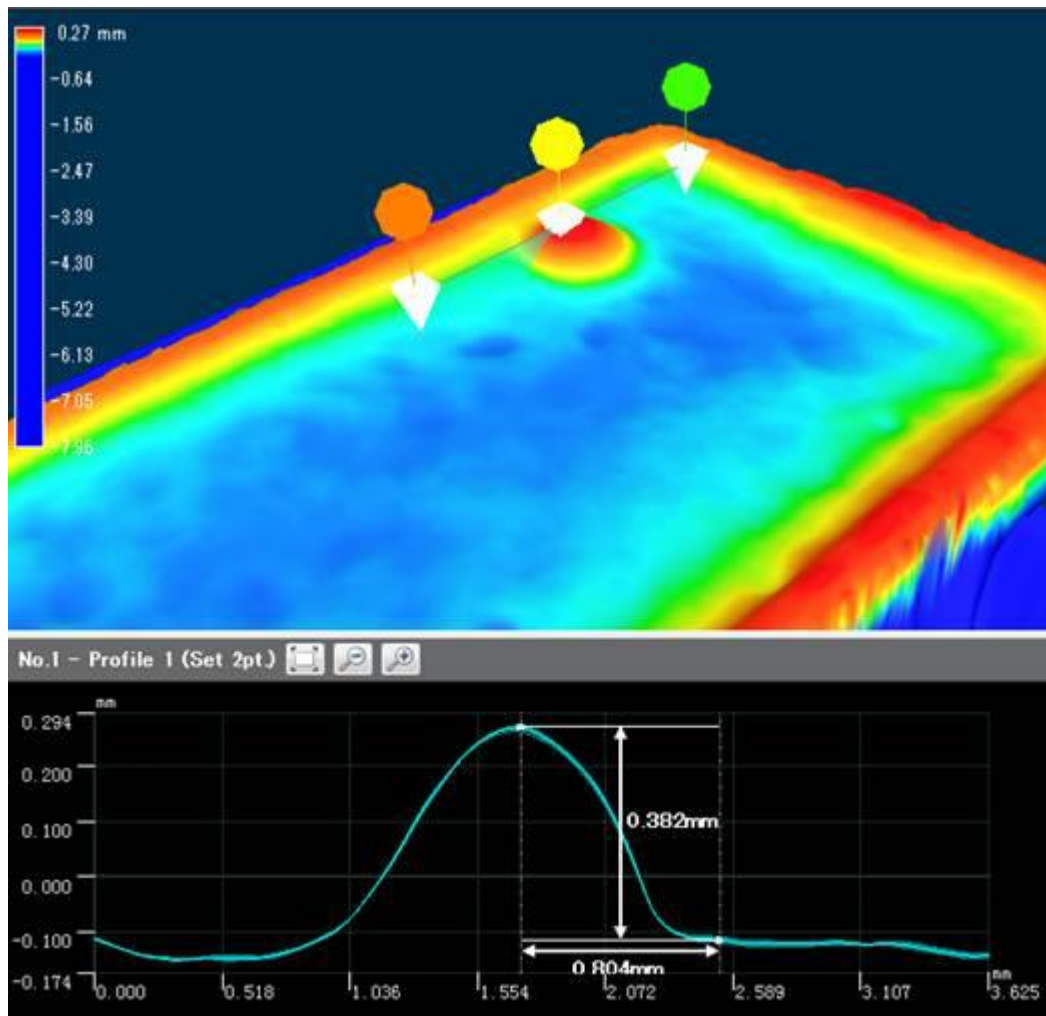 0.27 mm
-0.64
-1.56
-2.47
-3.39
-4.30
-5.22
-6.13
-7.05
-7.96
No.1 - Profile 1 (Set 2pt.)
mm
0.294
0.200
0.100
0.382mm
0.000
-0.100
0.804mm
-0.174
mm
0.000 0.518 1.036 1.554 2.072 2.589 3.107 3.625